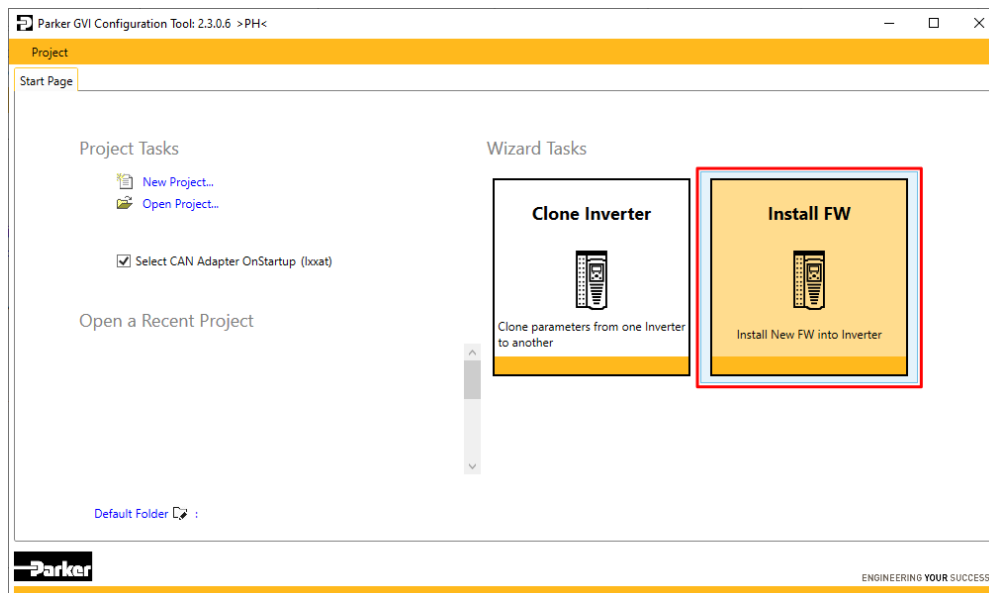 Parker GVI Configuration Tool: 2.3.0.6 >PH<
Project
Start Page
Project Tasks
New Project...
Open Project...
Select CAN Adapter OnStartup (Ixxat)
Open a Recent Project
Default Folder :
Wizard Tasks
Clone Inverter
Clone parameters from one Inverter
to another
Install FW
Install New FW into Inverter
Parker
ENGINEERING YOUR SUCCESS